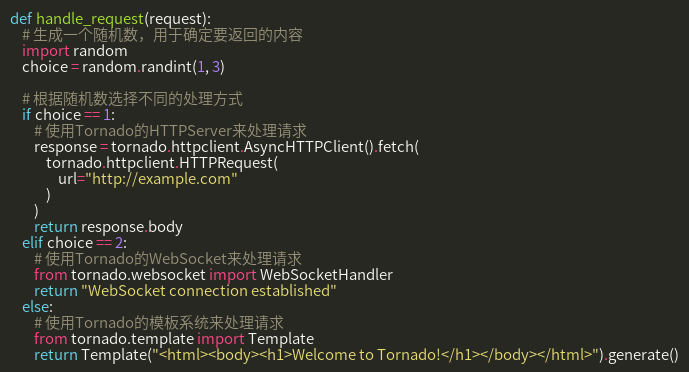 def handle_request(request):
    # 生成一个随机数，用于确定要返回的内容
    import random
    choice = random.randint(1, 3)

    # 根据随机数选择不同的处理方式
    if choice == 1:
        # 使用Tornado的HTTPServer来处理请求
        response = tornado.httpclient.AsyncHTTPClient().fetch(
            tornado.httpclient.HTTPRequest(
                url="http://example.com"
            )
        )
        return response.body
    elif choice == 2:
        # 使用Tornado的WebSocket来处理请求
        from tornado.websocket import WebSocketHandler
        return "WebSocket connection established"
    else:
        # 使用Tornado的模板系统来处理请求
        from tornado.template import Template
        return Template("<html><body><h1>Welcome to Tornado!</h1></body></html>").generate()